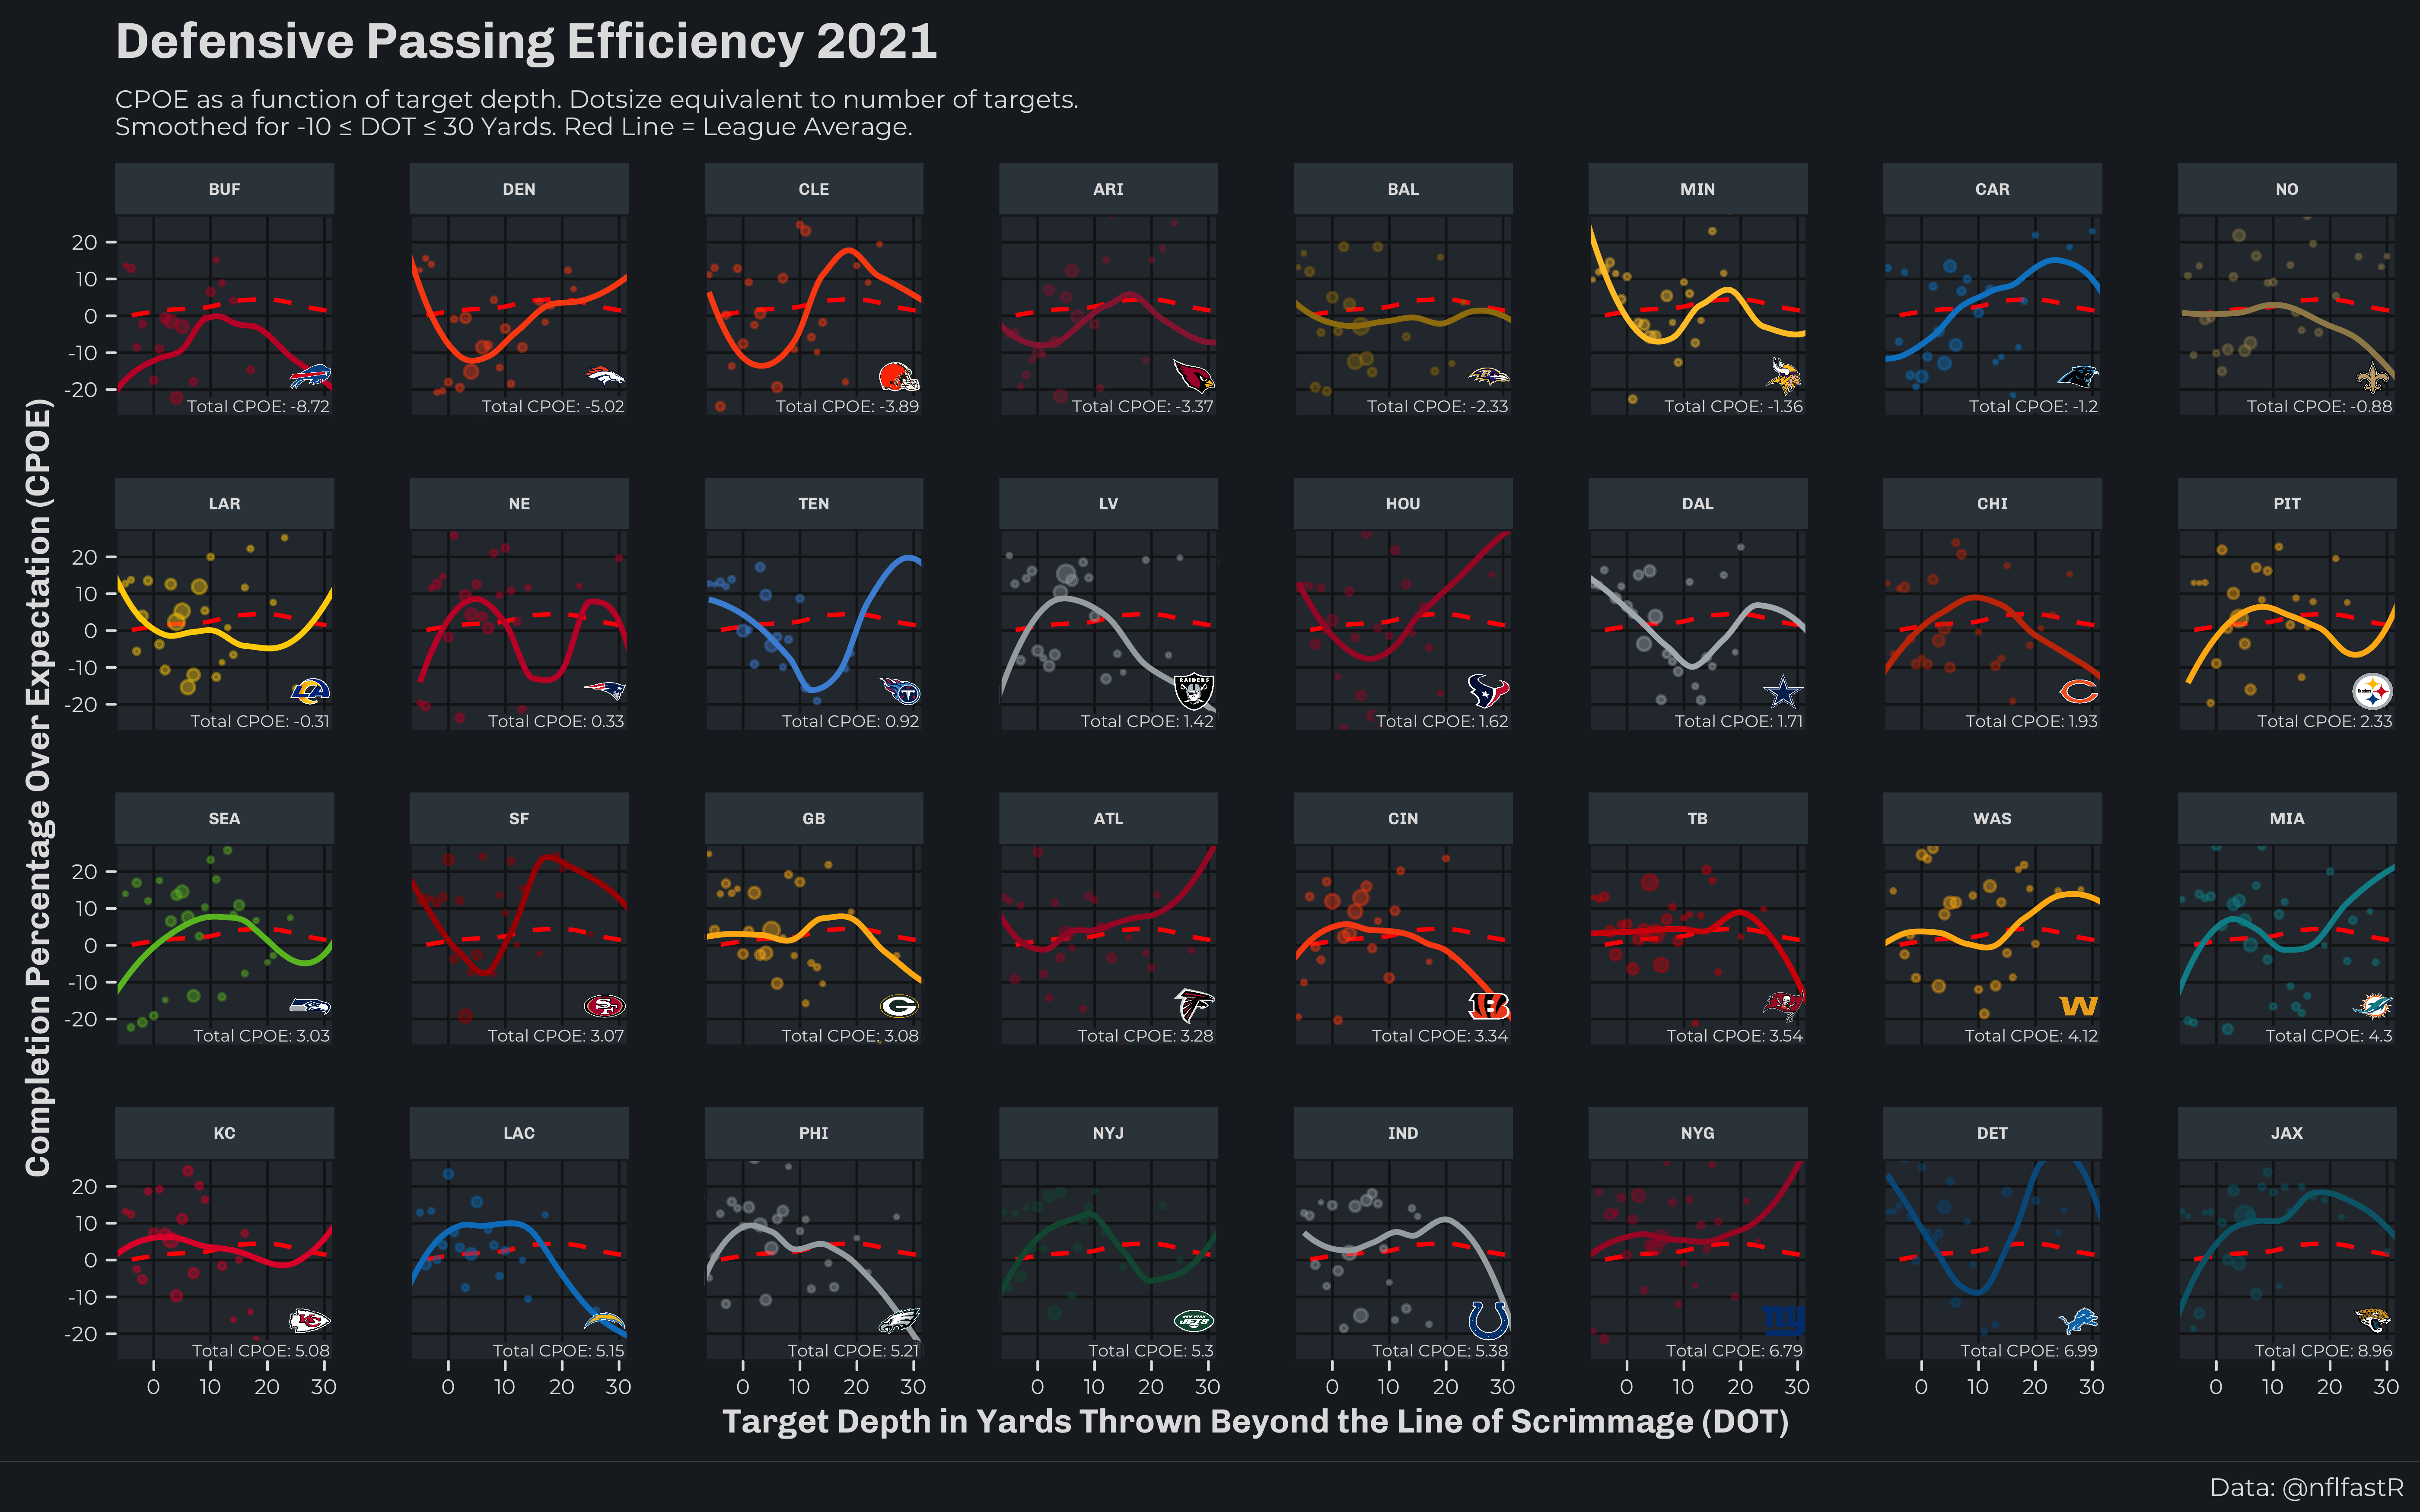 Defensive Passing Efficiency 2021
CPOE as a function of target depth. Dotsize equivalent to number of targets.
Smoothed for -10 ≤ DOT ≤ 30 Yards. Red Line = League Average.
Completion Percentage Over Expectation (CPOE)
BUF DEN CLE ARI BAL MIN CAR NO
20
10
0
-10
-20
Total CPOE: -8.72 Total CPOE: -5.02 Total CPOE: -3.89 Total CPOE: -3.37 Total CPOE: -2.33 Total CPOE: -1.36 Total CPOE: -1.2 Total CPOE: -0.88
LAR NE TEN LV HOU DAL CHI PIT
20
10
0
-10
RAIDERS
Steelers
-20
Total CPOE: -0.31 Total CPOE: 0.33 Total CPOE: 0.92 Total CPOE: 1.42 Total CPOE: 1.62 Total CPOE: 1.71 Total CPOE: 1.93 Total CPOE: 2.33
SEA SF GB ATL CIN TB WAS MIA
20
10
0
-10
SF G B W
-20
Total CPOE: 3.03 Total CPOE: 3.07 Total CPOE: 3.08 Total CPOE: 3.28 Total CPOE: 3.34 Total CPOE: 3.54 Total CPOE: 4.12 Total CPOE: 4.3
KC LAC PHI NYJ IND NYG DET JAX
20
10
0
-10
KC JETS ny
-20
Total CPOE: 5.08 Total CPOE: 5.15 Total CPOE: 5.21 Total CPOE: 5.3 Total CPOE: 5.38 Total CPOE: 6.79 Total CPOE: 6.99 Total CPOE: 8.96
0 10 20 30 0 10 20 30 0 10 20 30 0 10 20 30 0 10 20 30 0 10 20 30 0 10 20 30 0 10 20 30
Target Depth in Yards Thrown Beyond the Line of Scrimmage (DOT)
Data: @nflfastR